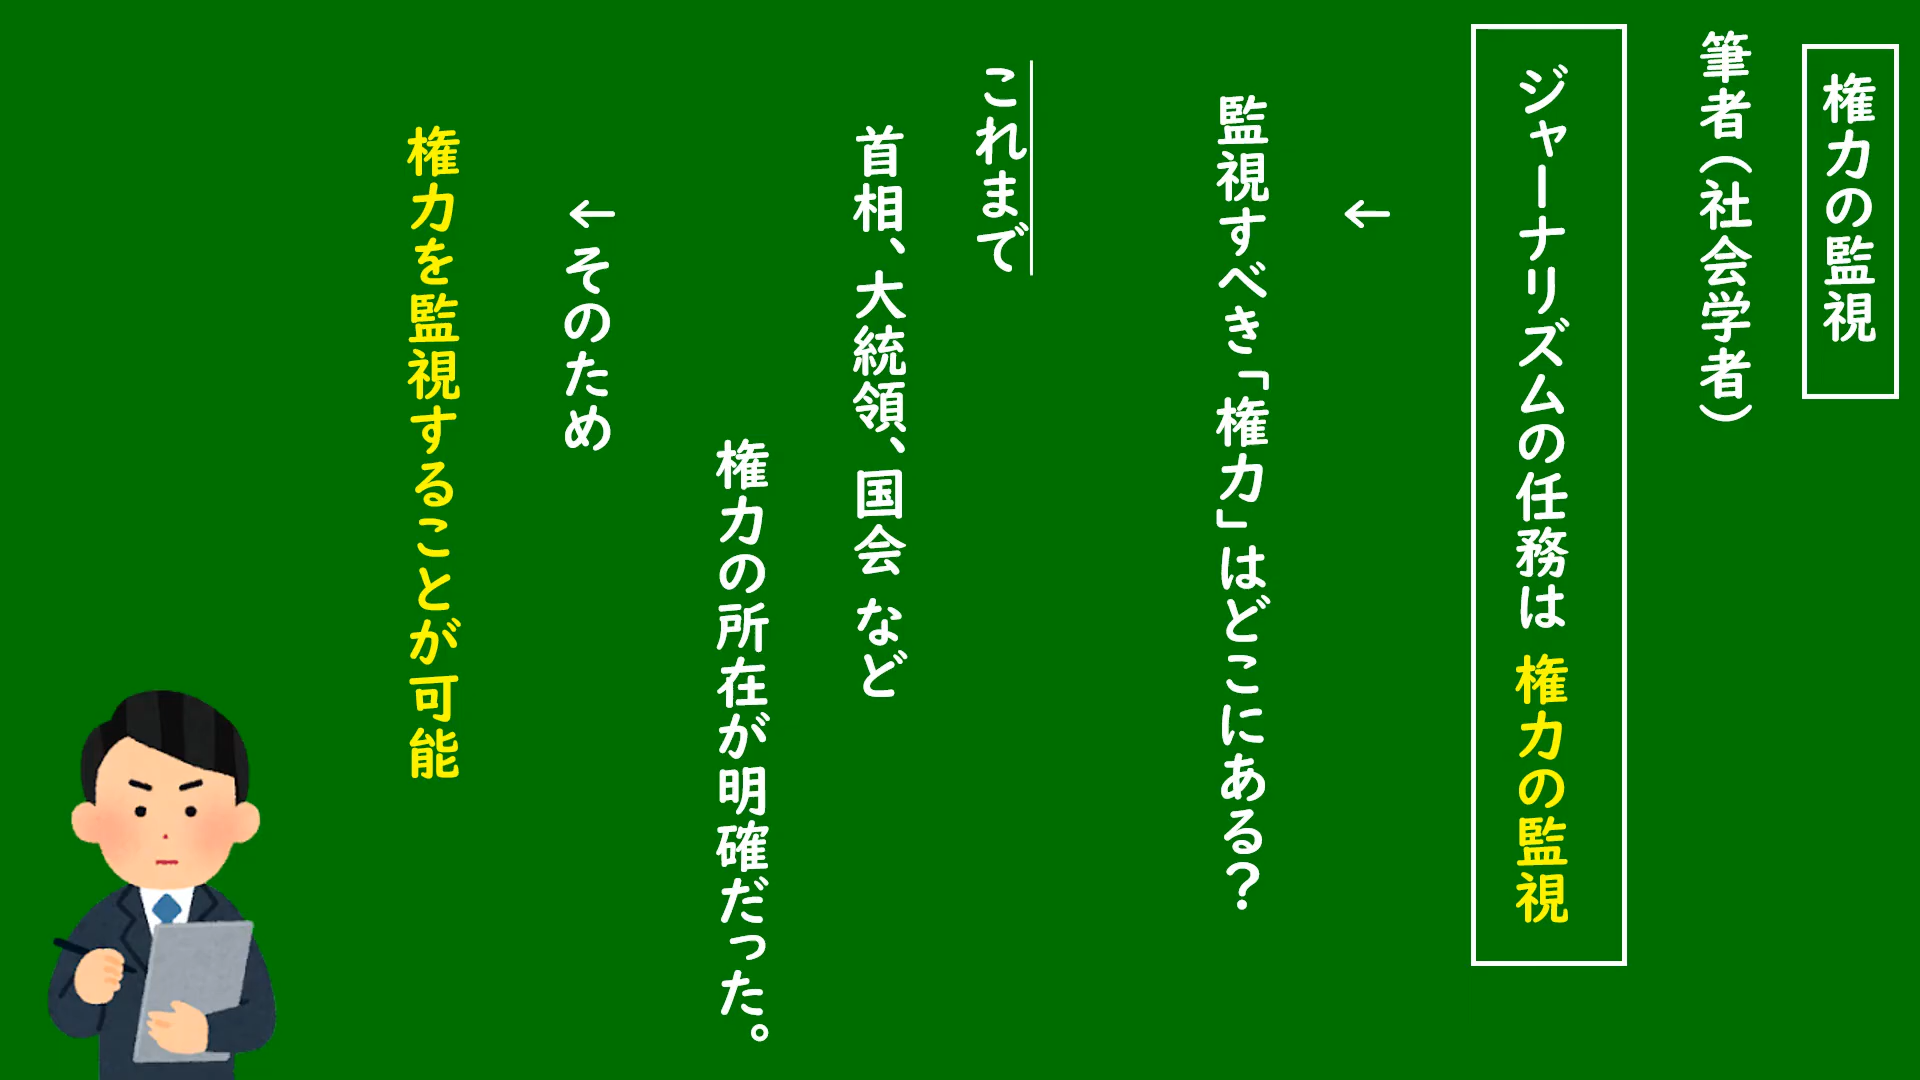 権力の監視
筆者(社会学者)
ジャーナリズムの任務は 権力の監視
←
監視すべき「権力」はどこにある?
これまで
首相、大統領、国会 など
権力の所在が明確だった。
←そのため
権力を監視することが可能